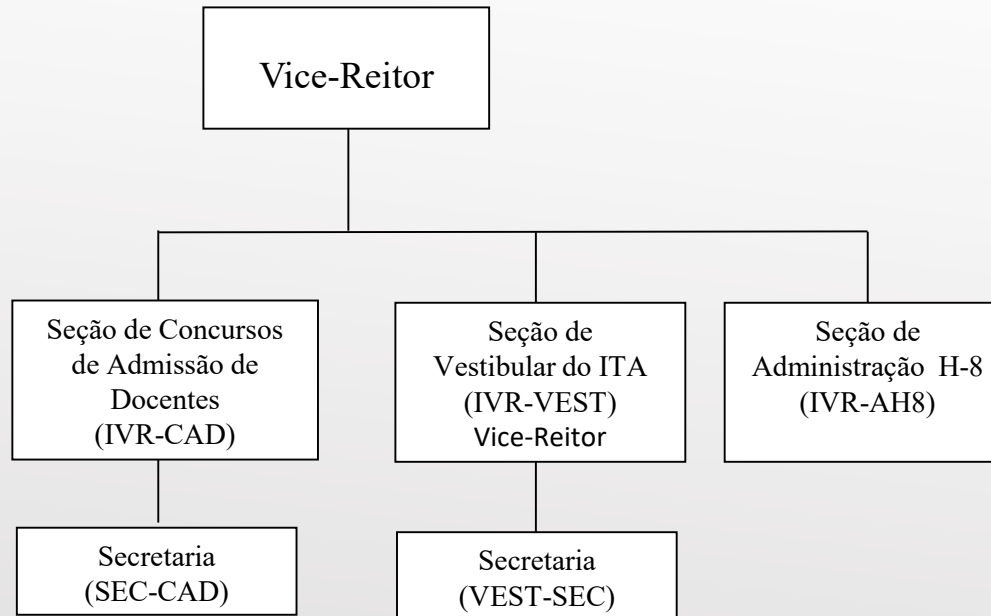 Vice-Reitor
Seção de Concursos
de Admissão de
Docentes
(IVR-CAD)
Seção de
Vestibular do ITA
(IVR-VEST)
Vice-Reitor
Seção de
Administração H-8
(IVR-AH8)
Secretaria
(SEC-CAD)
Secretaria
(VEST-SEC)